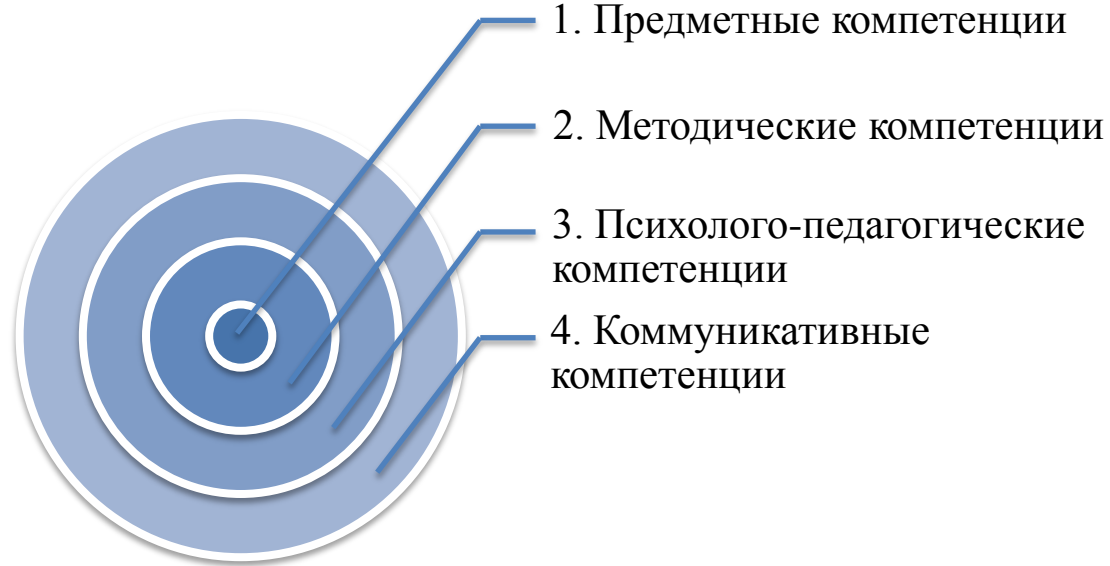 1. Предметные компетенции
2. Методические компетенции
3. Психолого-педагогические
компетенции
4. Коммуникативные
компетенции